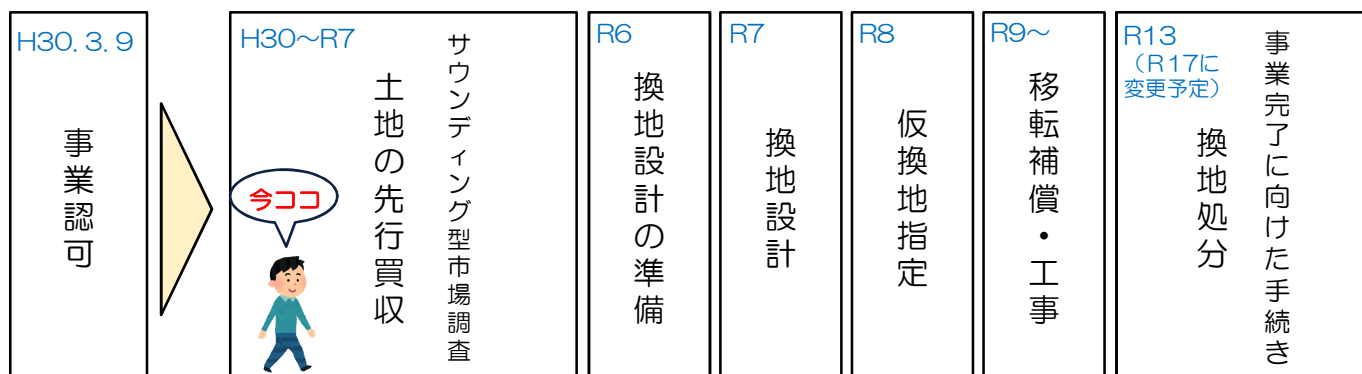 H30.3.9
事業認可
H30～R7
サウンディング型市場調査
土地の先行買収
今ココ
R6
換地設計の準備
R7
換地設計
R8
仮換地指定
R9～
移転補償・工事
R13
（R17に
変更予定）
事業完了に向けた手続き
換地処分